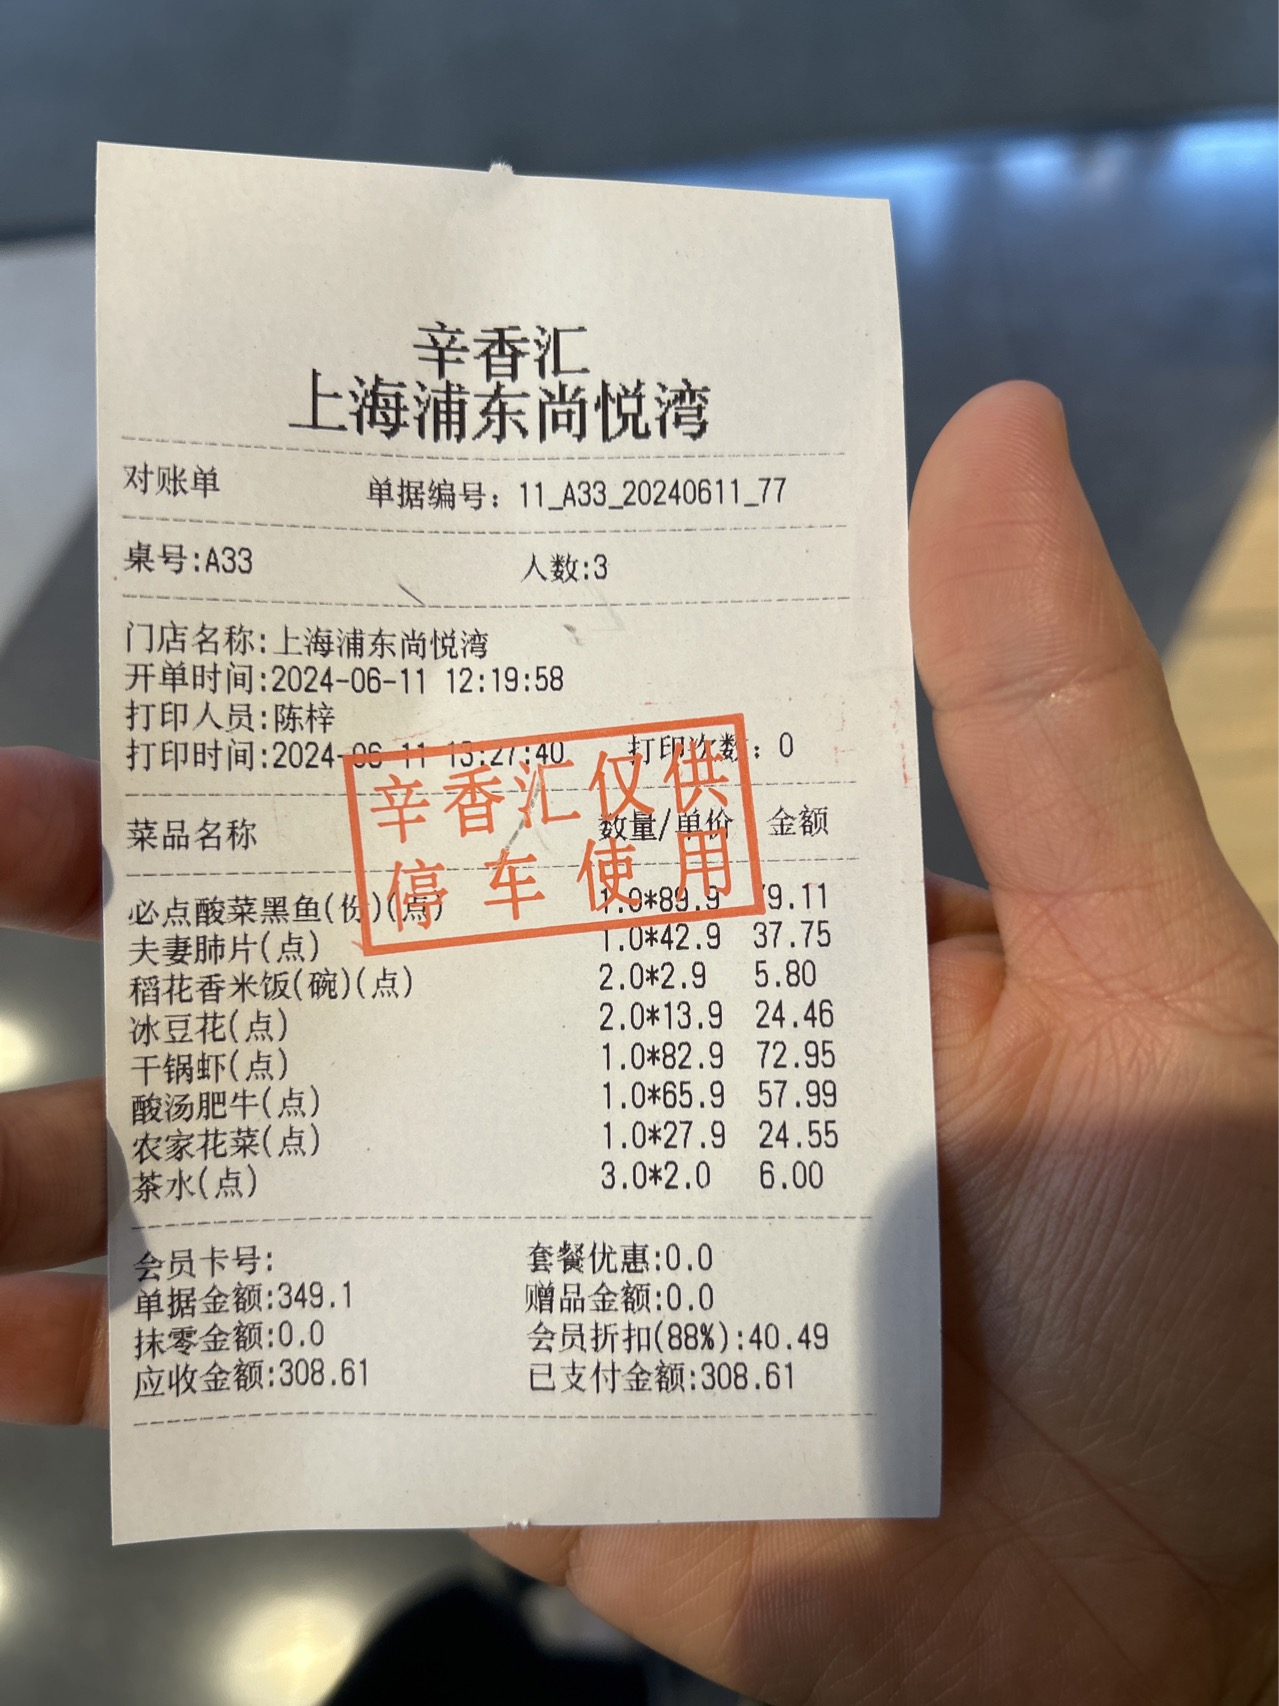 辛香汇
上海浦东尚悦湾
对账单 单据编号：11_A33_20240611_77
桌号:A33 人数:3
门店名称:上海浦东尚悦湾
开单时间:2024-06-11 12:19:58
打印人员:陈梓
打印时间:2024-06-11 13:27:40 打印次数：0
辛香汇仅供
停车使用
菜品名称 数量/单价 金额
必点酸菜黑鱼(份)(点) 1.0*89.9 79.11
夫妻肺片(点) 1.0*42.9 37.75
稻花香米饭(碗)(点) 2.0*2.9 5.80
冰豆花(点) 2.0*13.9 24.46
干锅虾(点) 1.0*82.9 72.95
酸汤肥牛(点) 1.0*65.9 57.99
农家花菜(点) 1.0*27.9 24.55
茶水(点) 3.0*2.0 6.00
会员卡号: 套餐优惠:0.0
单据金额:349.1 赠品金额:0.0
抹零金额:0.0 会员折扣(88%):40.49
应收金额:308.61 已支付金额:308.61